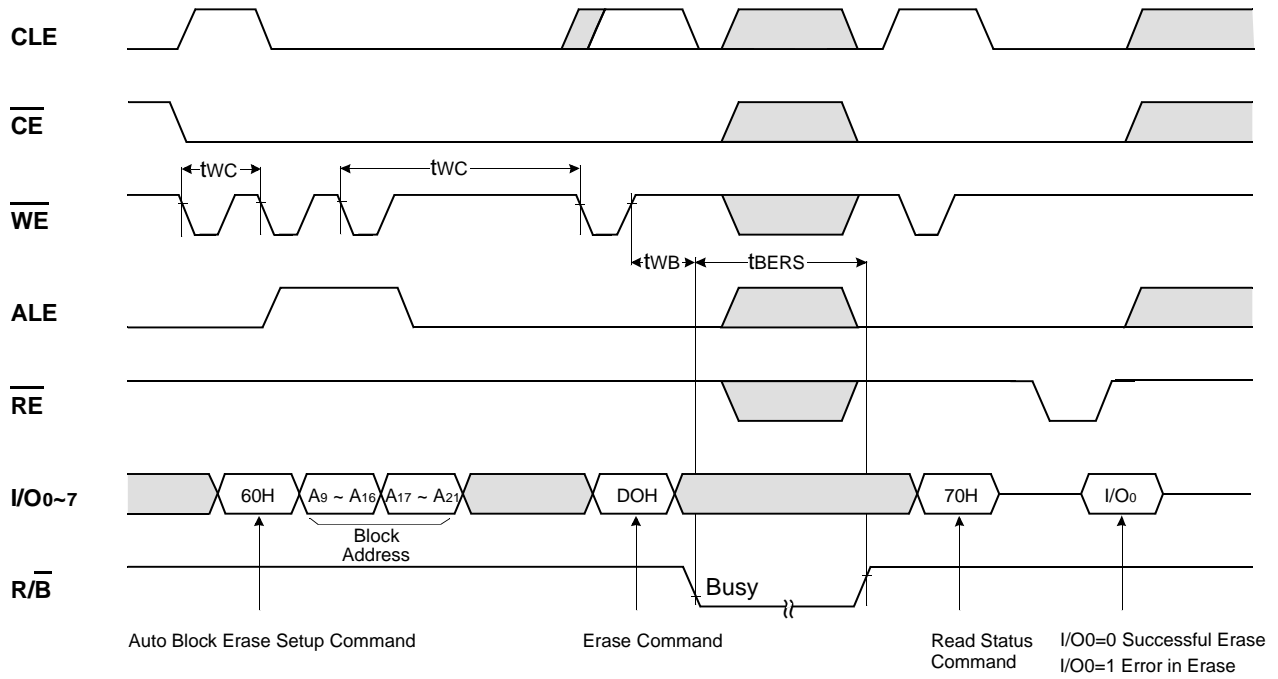 CLE
CE
tWC
tWC
WE
tWB
tBERS
ALE
RE
I/O0~7
60H
A9 ~ A16
A17 ~ A21
DOH
70H
I/O0
Block
Address
R/B
Busy
Auto Block Erase Setup Command
Erase Command
Read Status
Command
I/O0=0 Successful Erase
I/O0=1 Error in Erase